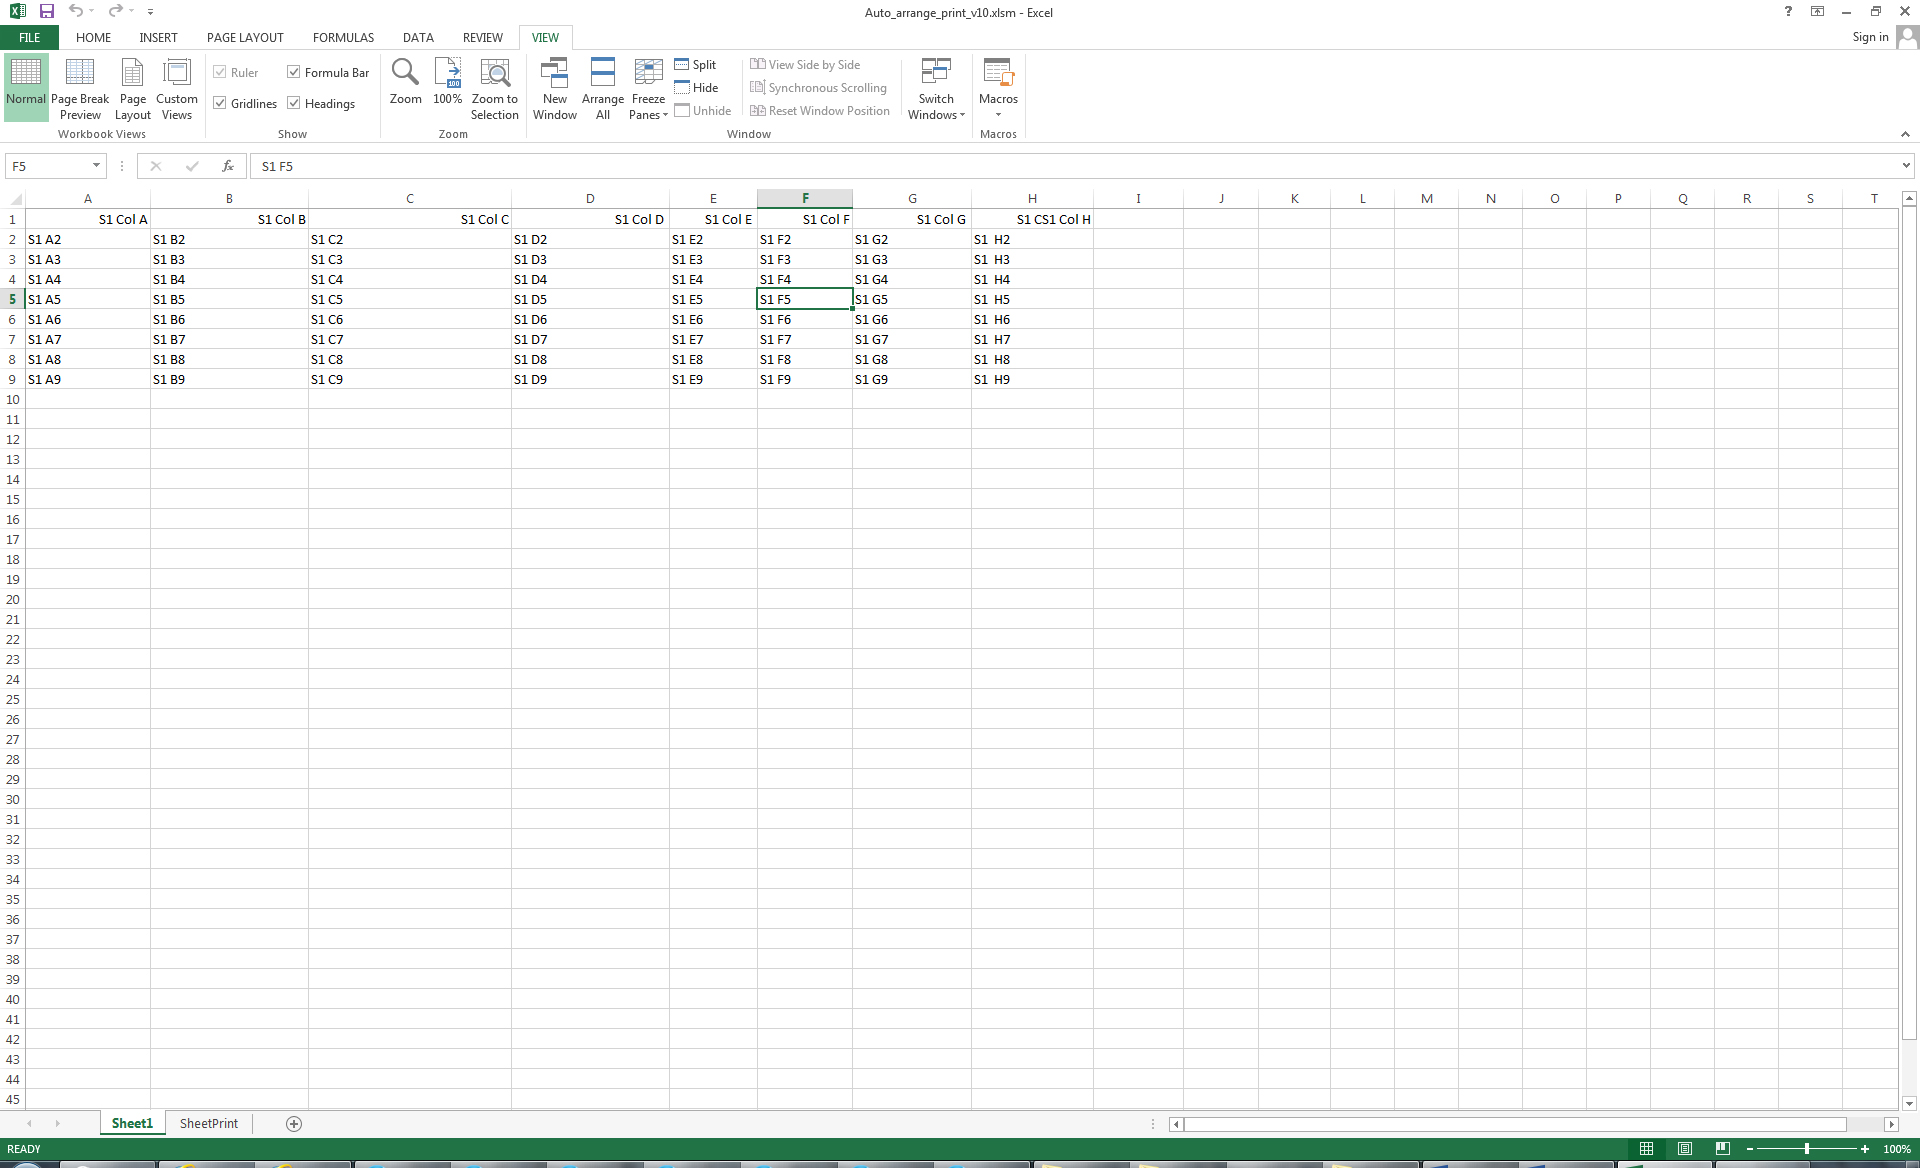 Auto_arrange_print_v10.xlsm - Excel
?
FILE HOME INSERT PAGE LAYOUT FORMULAS DATA REVIEW VIEW Sign in
Normal Page Break Preview Page Layout Custom Views
Workbook Views
Ruler Formula Bar
Gridlines Headings
Show
Zoom 100% Zoom to Selection
Zoom
New Window Arrange All Freeze Panes
Split
Hide
Unhide
View Side by Side
Synchronous Scrolling
Reset Window Position
Switch Windows
Window
Macros
Macros
F5 fx S1 F5
A B C D E F G H I J K L M N O P Q R S T
1 S1 Col A S1 Col B S1 Col C S1 Col D S1 Col E S1 Col F S1 Col G S1 CS1 Col H
2 S1 A2 S1 B2 S1 C2 S1 D2 S1 E2 S1 F2 S1 G2 S1 H2
3 S1 A3 S1 B3 S1 C3 S1 D3 S1 E3 S1 F3 S1 G3 S1 H3
4 S1 A4 S1 B4 S1 C4 S1 D4 S1 E4 S1 F4 S1 G4 S1 H4
5 S1 A5 S1 B5 S1 C5 S1 D5 S1 E5 S1 F5 S1 G5 S1 H5
6 S1 A6 S1 B6 S1 C6 S1 D6 S1 E6 S1 F6 S1 G6 S1 H6
7 S1 A7 S1 B7 S1 C7 S1 D7 S1 E7 S1 F7 S1 G7 S1 H7
8 S1 A8 S1 B8 S1 C8 S1 D8 S1 E8 S1 F8 S1 G8 S1 H8
9 S1 A9 S1 B9 S1 C9 S1 D9 S1 E9 S1 F9 S1 G9 S1 H9
10
11
12
13
14
15
16
17
18
19
20
21
22
23
24
25
26
27
28
29
30
31
32
33
34
35
36
37
38
39
40
41
42
43
44
45
Sheet1 SheetPrint
READY 100%